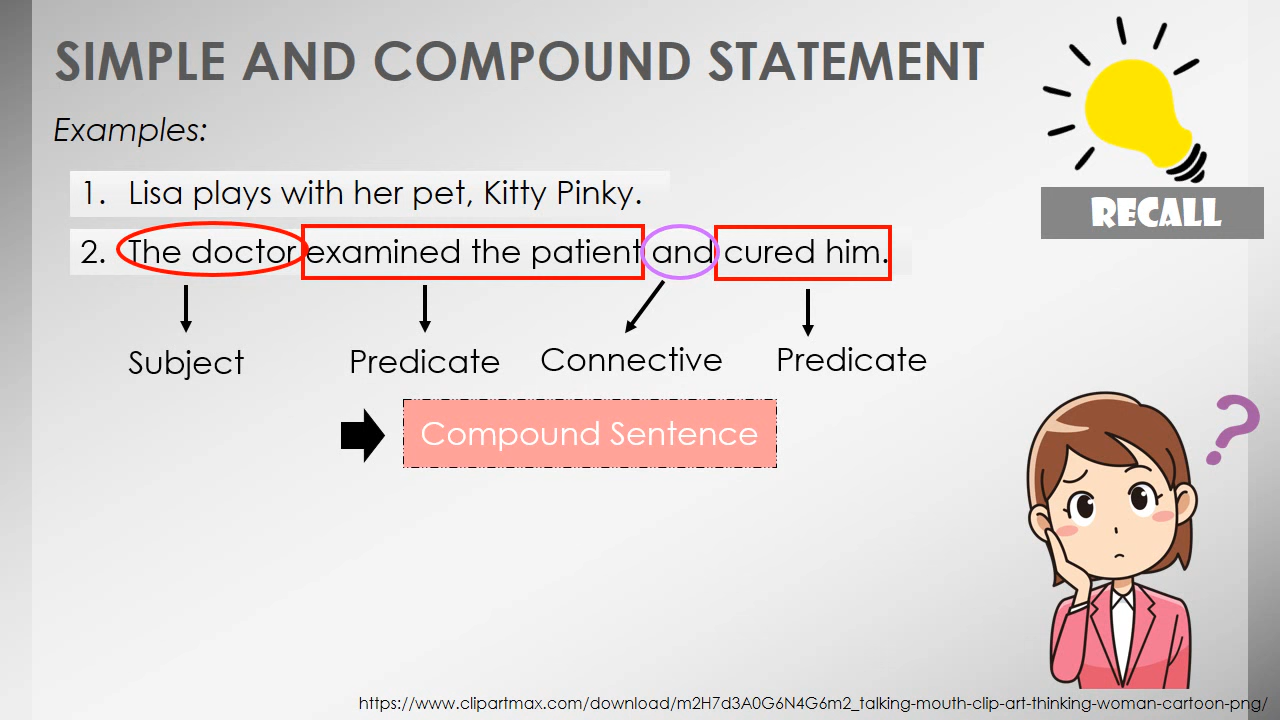 SIMPLE AND COMPOUND STATEMENT
Examples:
RECALL
1. Lisa plays with her pet, Kitty Pinky.
2. The doctor examined the patient and cured him.
Subject Predicate Connective Predicate
Compound Sentence
?
https://www.clipartmax.com/download/m2H7d3A0G6N4G6m2_talking-mouth-clip-art-thinking-woman-cartoon-png/